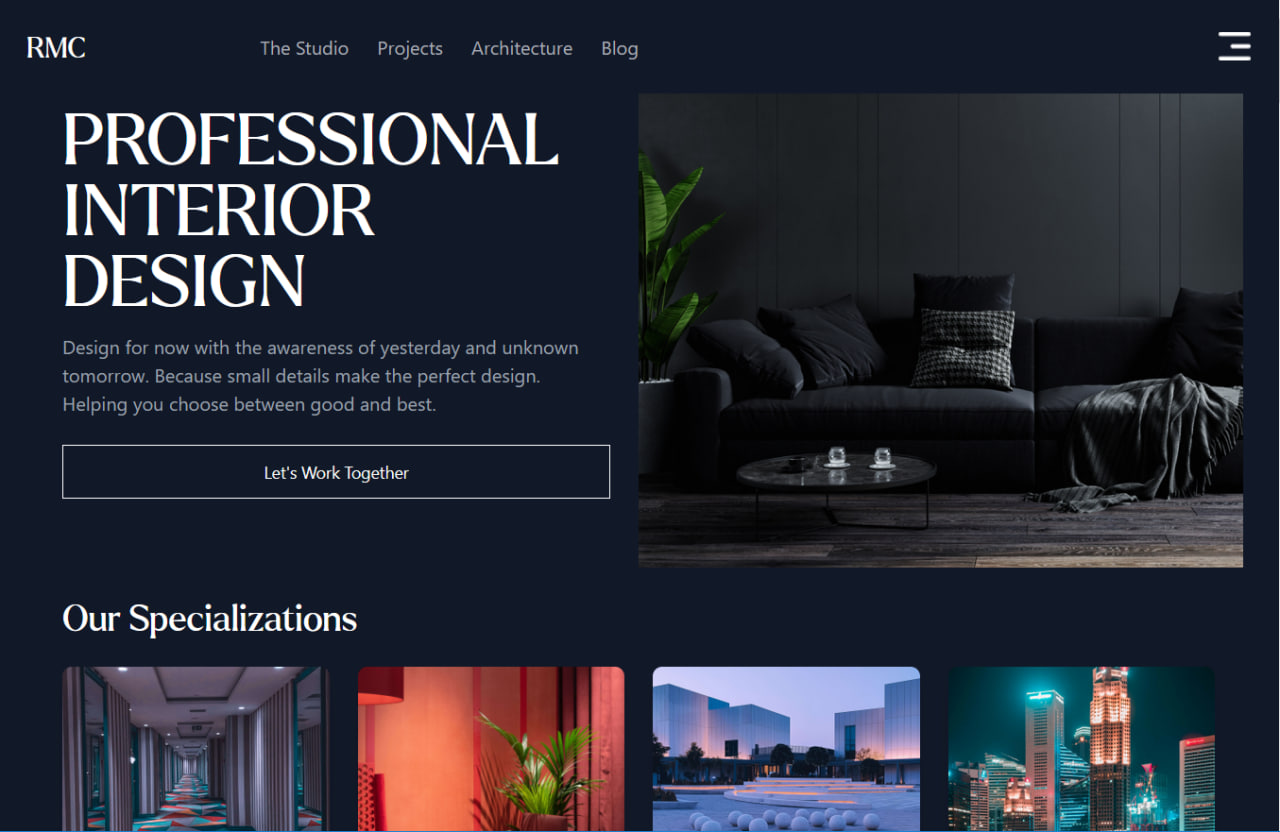 RMC
The Studio
Projects
Architecture
Blog
PROFESSIONAL
INTERIOR
DESIGN
Design for now with the awareness of yesterday and unknown
tomorrow. Because small details make the perfect design.
Helping you choose between good and best.
Let's Work Together
Our Specializations